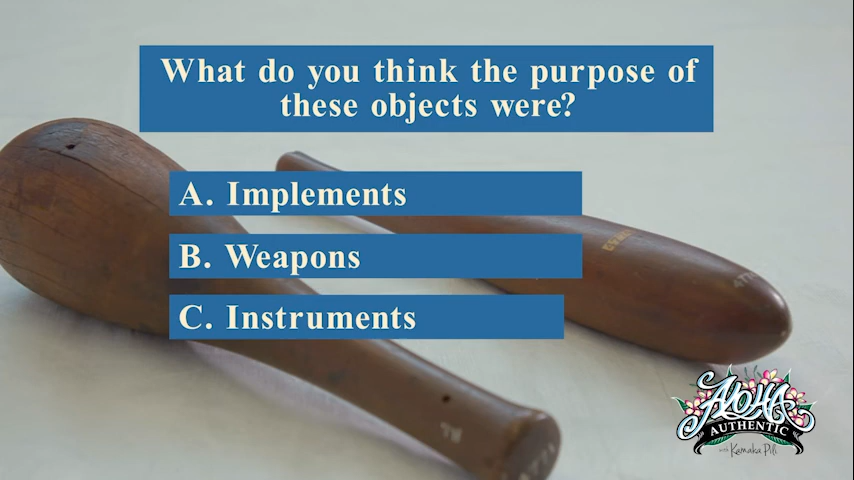 What do you think the purpose of
these objects were?
A. Implements
B. Weapons
C. Instruments
ALOHA
AUTHENTIC
with Kamaka Pili